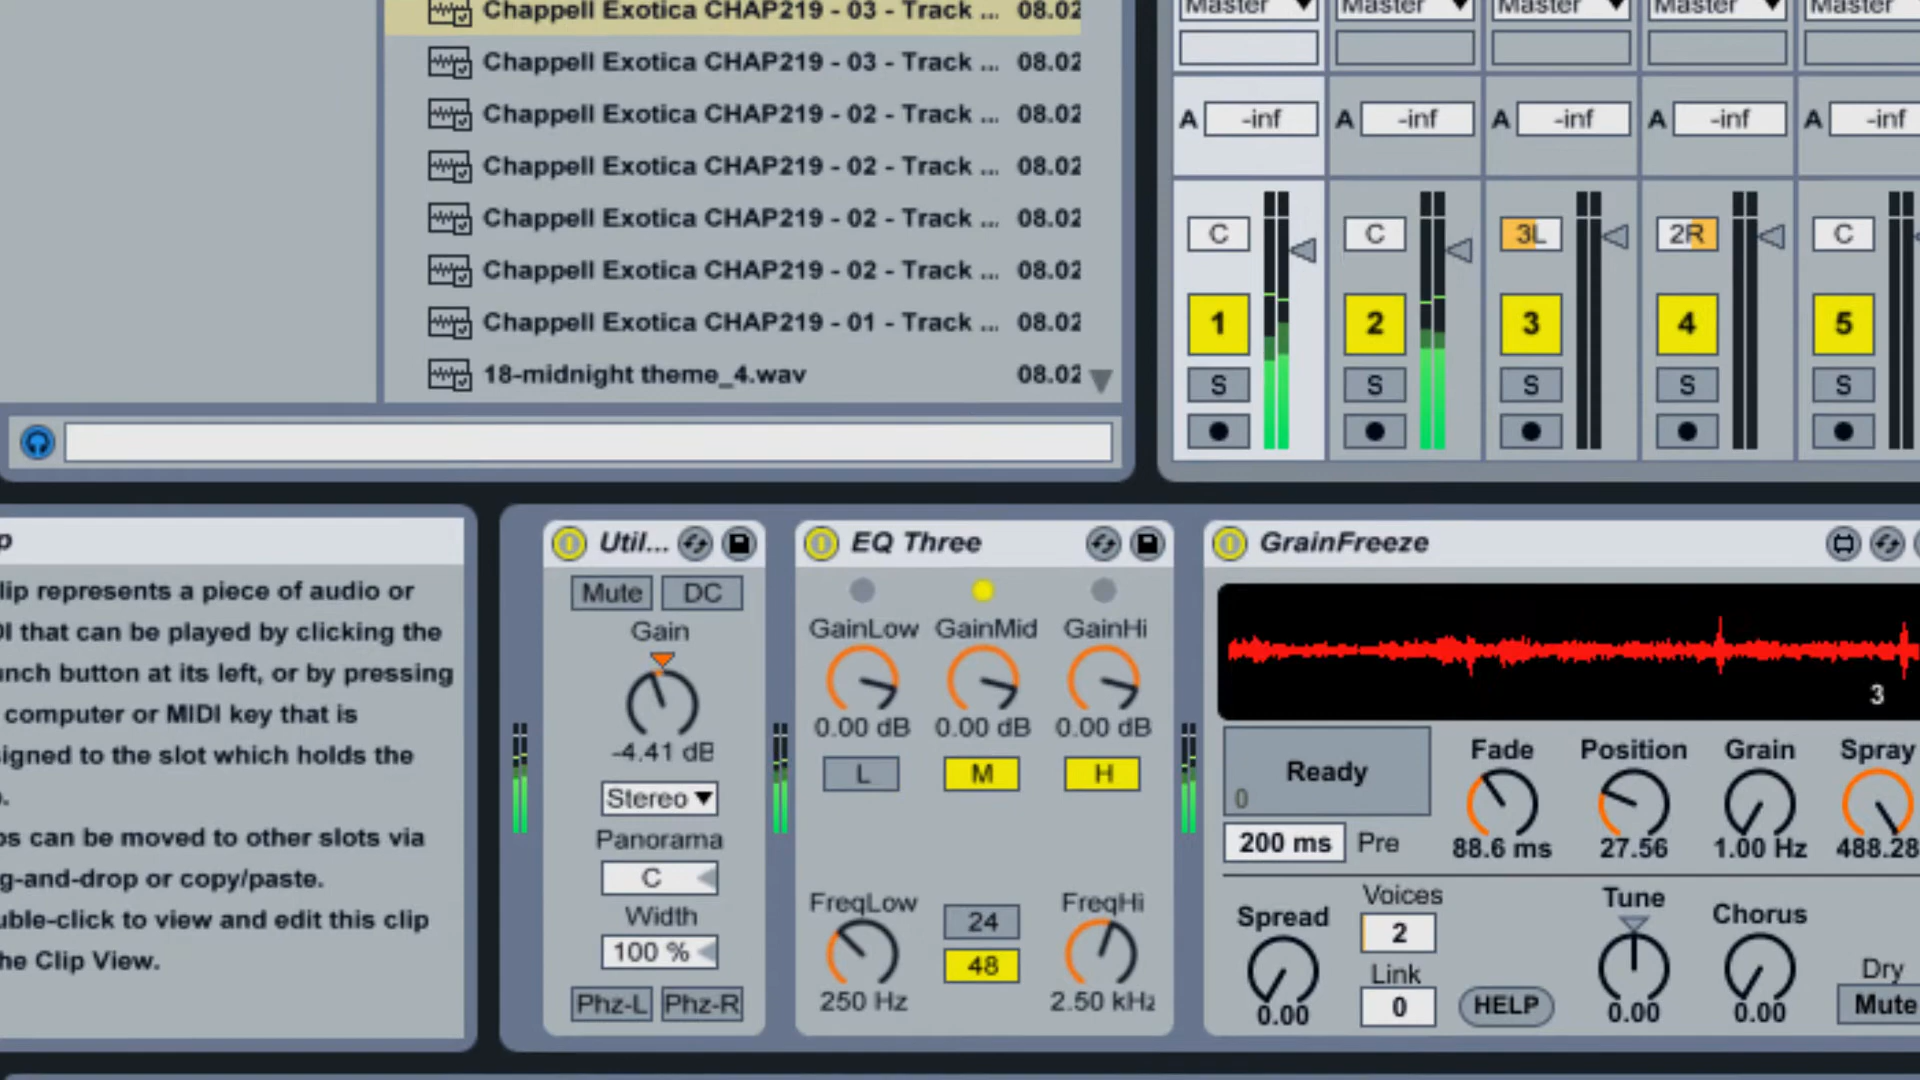 Chappell Exotica CHAP219 - 03 - Track ... 08.02
Chappell Exotica CHAP219 - 03 - Track ... 08.02
Chappell Exotica CHAP219 - 02 - Track ... 08.02
Chappell Exotica CHAP219 - 02 - Track ... 08.02
Chappell Exotica CHAP219 - 02 - Track ... 08.02
Chappell Exotica CHAP219 - 02 - Track ... 08.02
Chappell Exotica CHAP219 - 01 - Track ... 08.02
18-midnight theme_4.wav 08.02
Master Master Master Master Master
A -inf A -inf A -inf A -inf A -inf
C C 3L 2R C
1 2 3 4 5
S S S S S
p
lip represents a piece of audio or
DI that can be played by clicking the
unch button at its left, or by pressing
computer or MIDI key that is
signed to the slot which holds the
o.
ps can be moved to other slots via
g-and-drop or copy/paste.
uble-click to view and edit this clip
he Clip View.
Util...
Mute DC
Gain
-4.41 dB
Stereo
Panorama
C
Width
100 %
Phz-L Phz-R
EQ Three
GainLow GainMid GainHi
0.00 dB 0.00 dB 0.00 dB
L M H
FreqLow 24 FreqHi
48
250 Hz 2.50 kHz
GrainFreeze
3
Ready
0
200 ms Pre
Fade Position Grain Spray
88.6 ms 27.56 1.00 Hz 488.28
Spread Voices Tune Chorus
2
Link
0
HELP
0.00 0.00 0.00
Dry
Mute